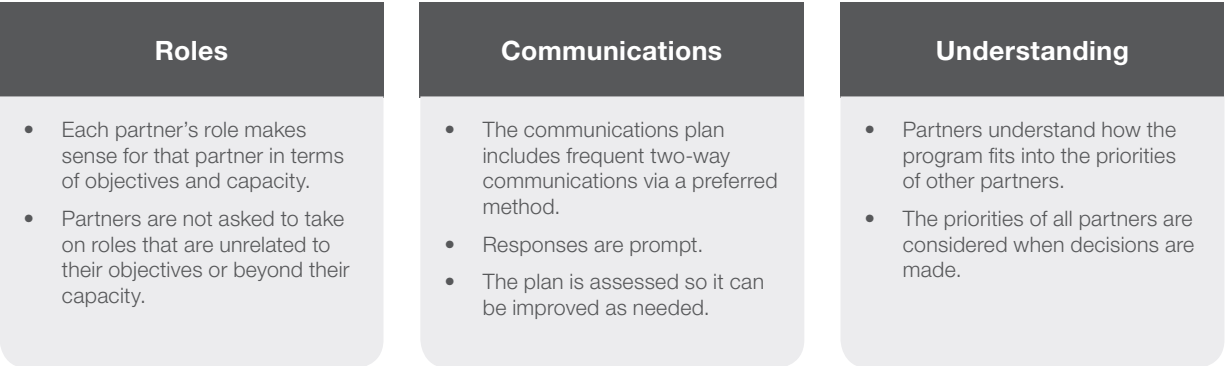 Roles
• Each partner’s role makes
sense for that partner in terms
of objectives and capacity.
• Partners are not asked to take
on roles that are unrelated to
their objectives or beyond their
capacity.
Communications
• The communications plan
includes frequent two-way
communications via a preferred
method.
• Responses are prompt.
• The plan is assessed so it can
be improved as needed.
Understanding
• Partners understand how the
program fits into the priorities
of other partners.
• The priorities of all partners are
considered when decisions are
made.